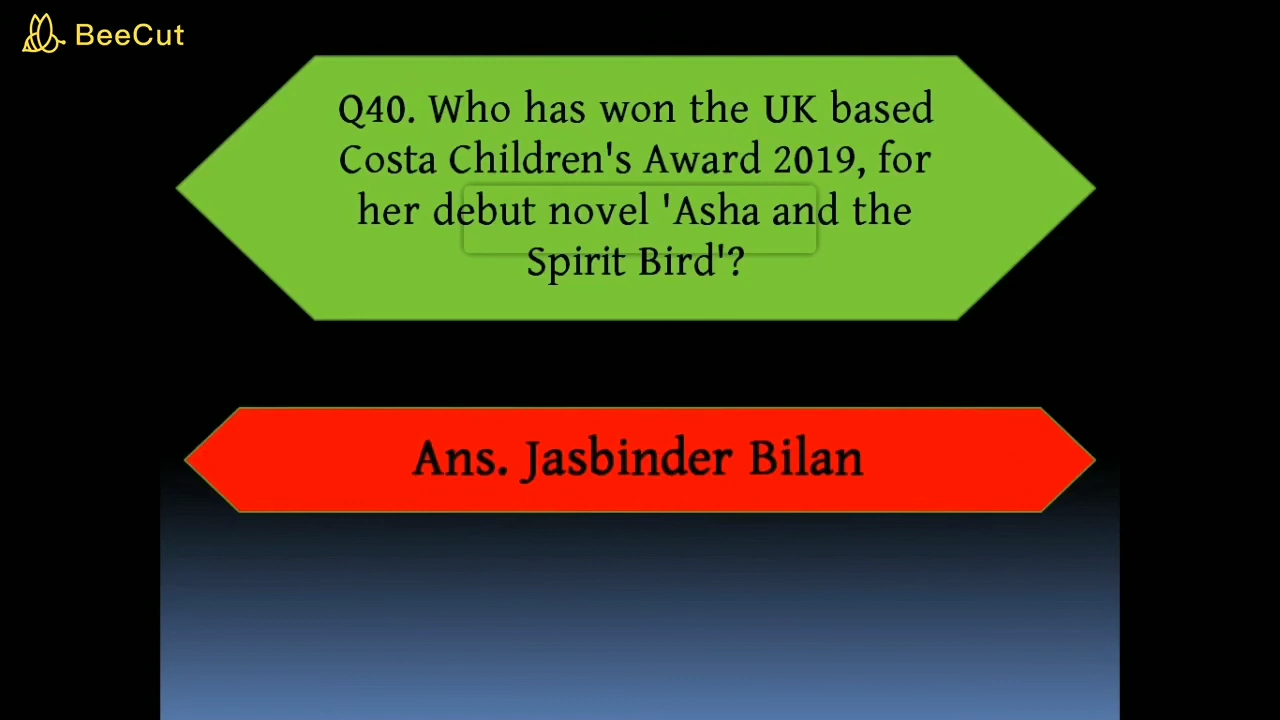 BeeCut
Q40. Who has won the UK based
Costa Children's Award 2019, for
her debut novel 'Asha and the
Spirit Bird'?
Ans. Jasbinder Bilan